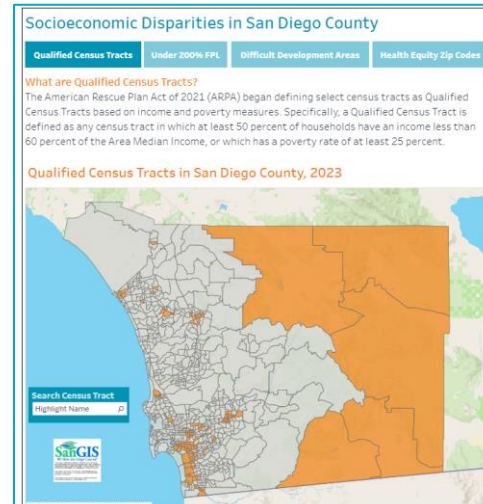 Socioeconomic Disparities in San Diego County
Qualified Census Tracts
Under 200% FPL
Difficult Development Areas
Health Equity Zip Codes
What are Qualified Census Tracts?
The American Rescue Plan Act of 2021 (ARPA) began defining select census tracts as Qualified
Census Tracts based on income and poverty measures. Specifically, a Qualified Census Tract is
defined as any census tract in which at least 50 percent of households have an income less than
60 percent of the Area Median Income, or which has a poverty rate of at least 25 percent.
Qualified Census Tracts in San Diego County, 2023
Search Census Tract
Highlight Name
SanGIS